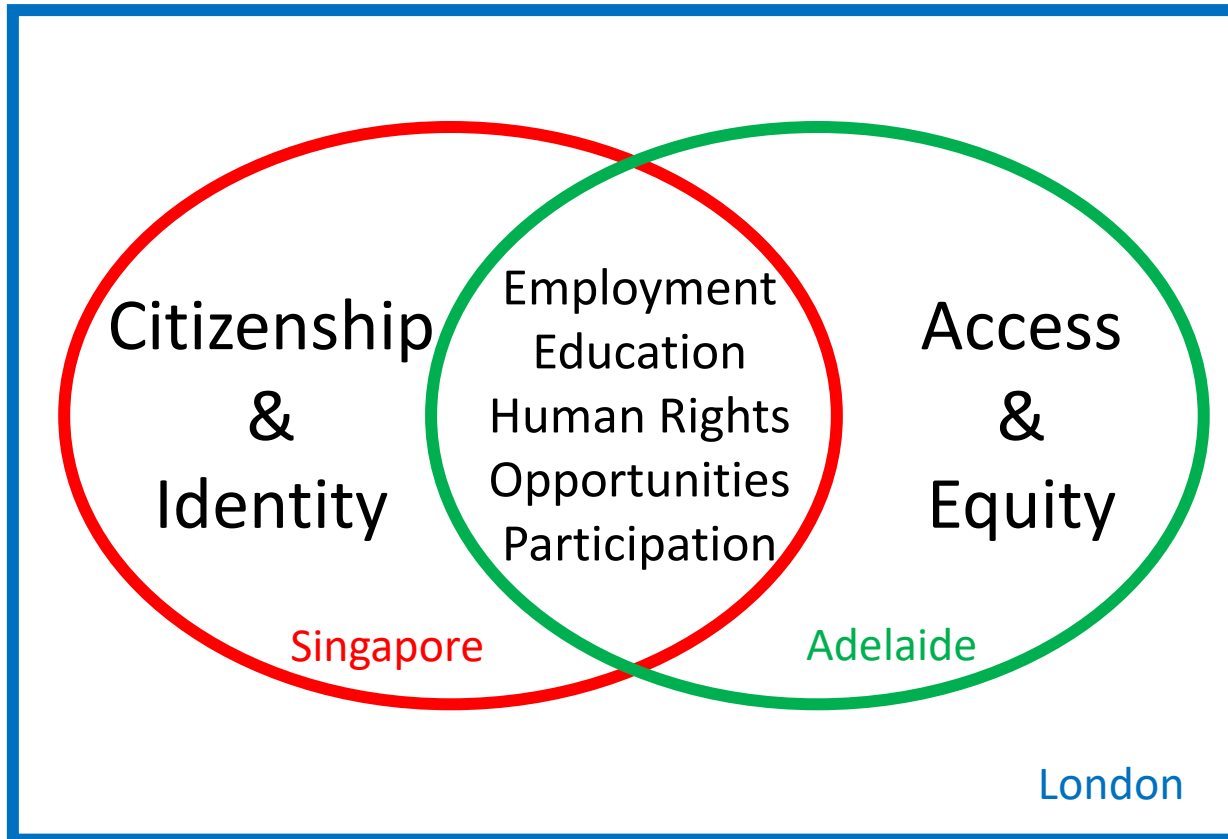 Citizenship
&
Identity
Employment
Education
Human Rights
Opportunities
Participation
Access
&
Equity
Singapore
Adelaide
London